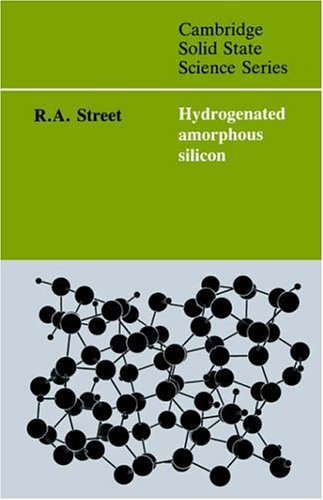 Cambridge
Solid State
Science Series
R.A. Street
Hydrogenated
amorphous
silicon